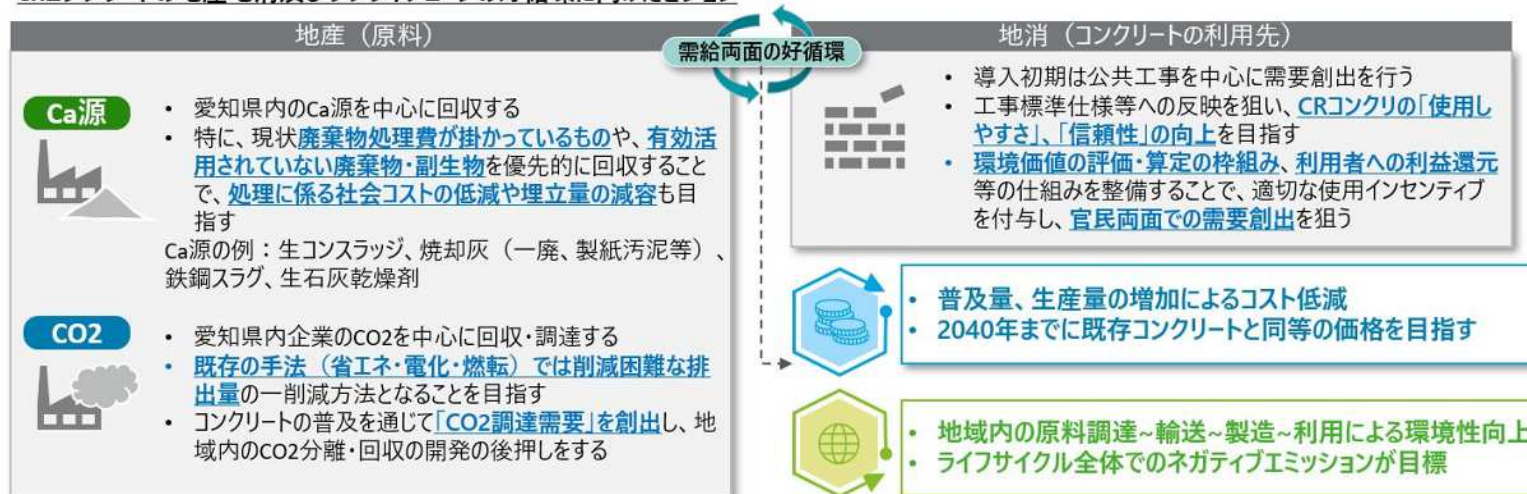 地産（原料）
需給両面の好循環
地消（コンクリートの利用先）
Ca源
• 愛知県内のCa源を中心に回収する
• 特に、現状廃棄物処理費が掛かっているものや、有効活
用されていない廃棄物・副生物を優先的に回収すること
で、処理に係る社会コストの低減や埋立量の減容も目
指す
Ca源の例：生コンスラッジ、焼却灰（一廃、製紙汚泥等）、
鉄鋼スラグ、生石灰乾燥剤
CO2
• 愛知県内企業のCO2を中心に回収・調達する
• 既存の手法（省エネ・電化・燃転）では削減困難な排
出量の一削減方法となることを目指す
• コンクリートの普及を通じて「CO2調達需要」を創出し、地
域内のCO2分離・回収の開発の後押しをする
• 導入初期は公共工事を中心に需要創出を行う
• 工事標準仕様等への反映を狙い、CRコンクリの「使用し
やすさ」、「信頼性」の向上を目指す
• 環境価値の評価・算定の枠組み、利用者への利益還元
等の仕組みを整備することで、適切な使用インセンティブ
を付与し、官民両面での需要創出を狙う
• 普及量、生産量の増加によるコスト低減
• 2040年までに既存コンクリートと同等の価格を目指す
• 地域内の原料調達~輸送~製造~利用による環境性向上
• ライフサイクル全体でのネガティブエミッションが目標